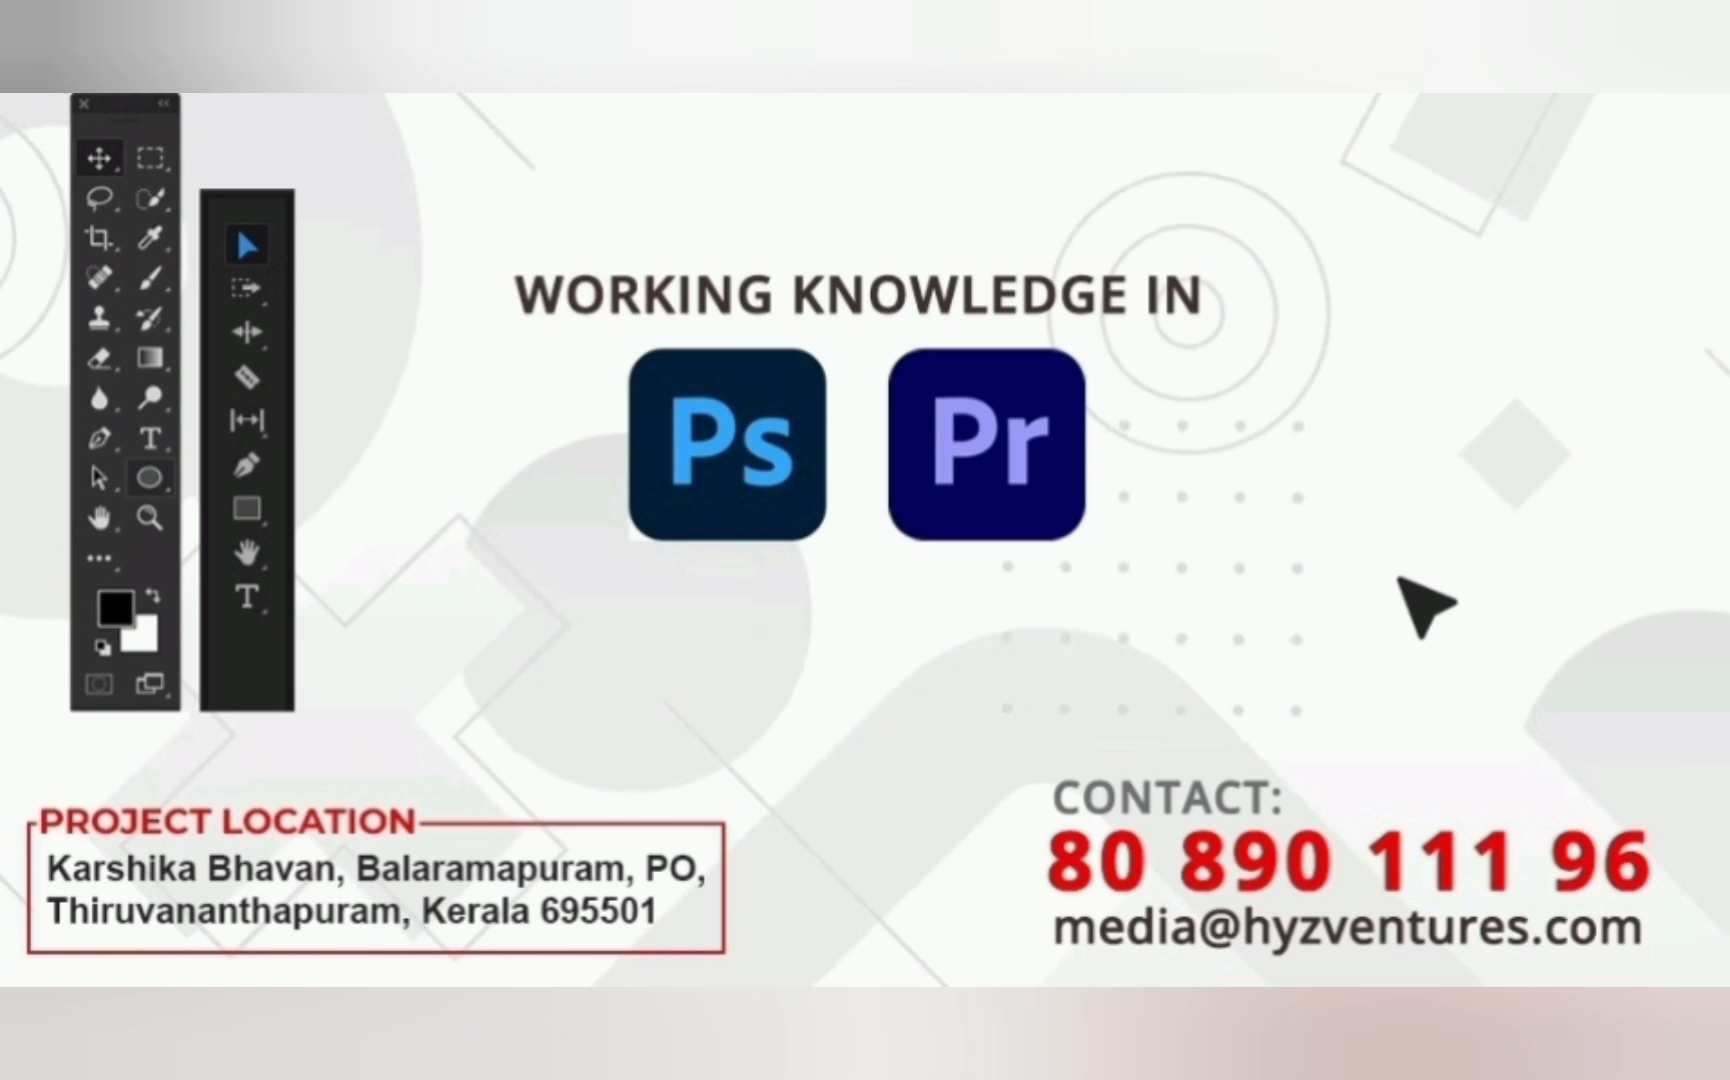 WORKING KNOWLEDGE IN
Ps Pr
PROJECT LOCATION
Karshika Bhavan, Balaramapuram, PO,
Thiruvananthapuram, Kerala 695501
CONTACT:
80 890 111 96
media@hyzventures.com